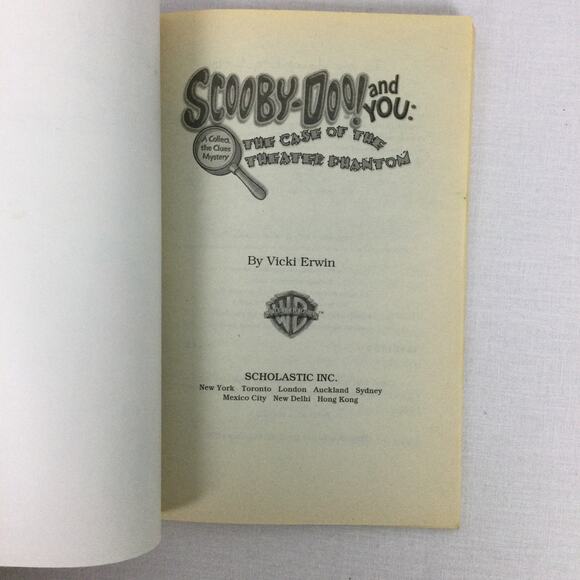 SCOOBY-DOO! and
YOU:
A Collect
the Clues
Mystery
THE CASE OF THE
THEATER PHANTOM
By Vicki Erwin
WB
SCHOLASTIC INC.
New York Toronto London Auckland Sydney
Mexico City New Delhi Hong Kong